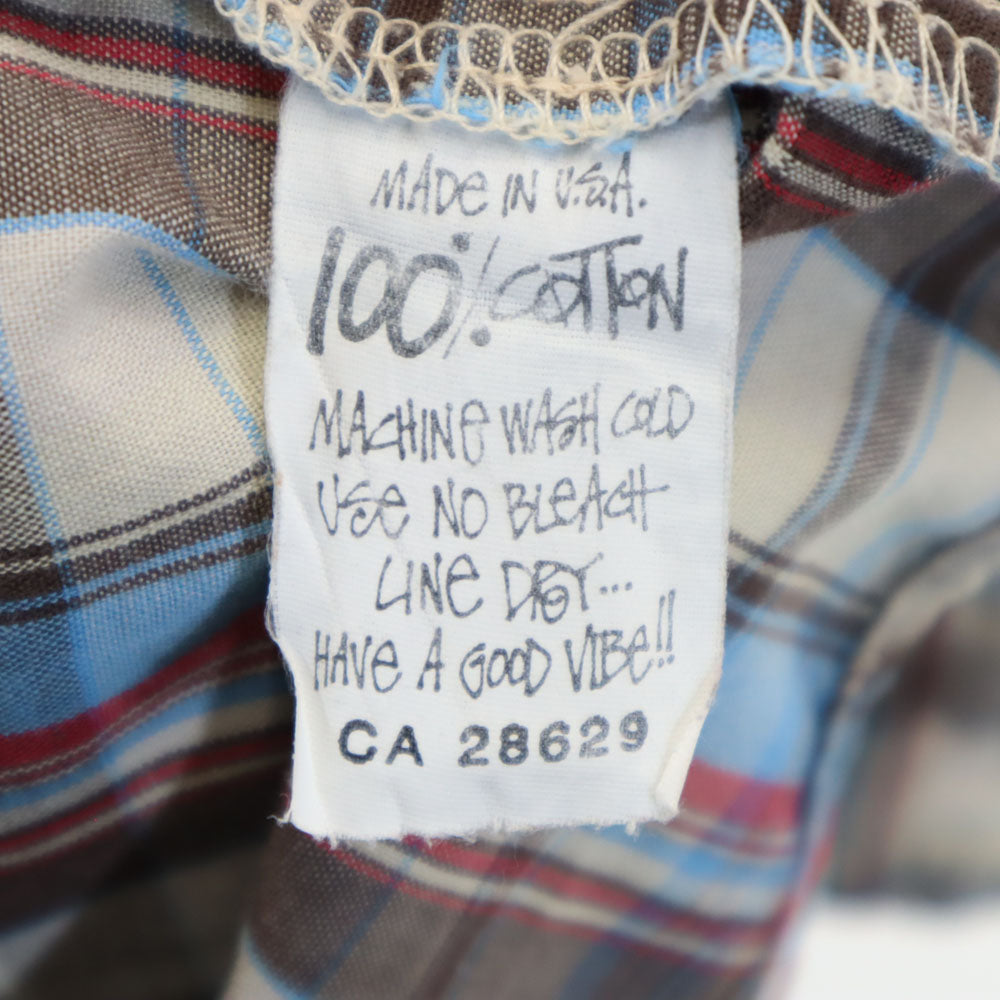 MADE IN U.S.A.
100% COTTON
MACHINE WASH COLD
USE NO BLEACH
LINE DRY...
HAVE A GOOD VIBE!!
CA 28629